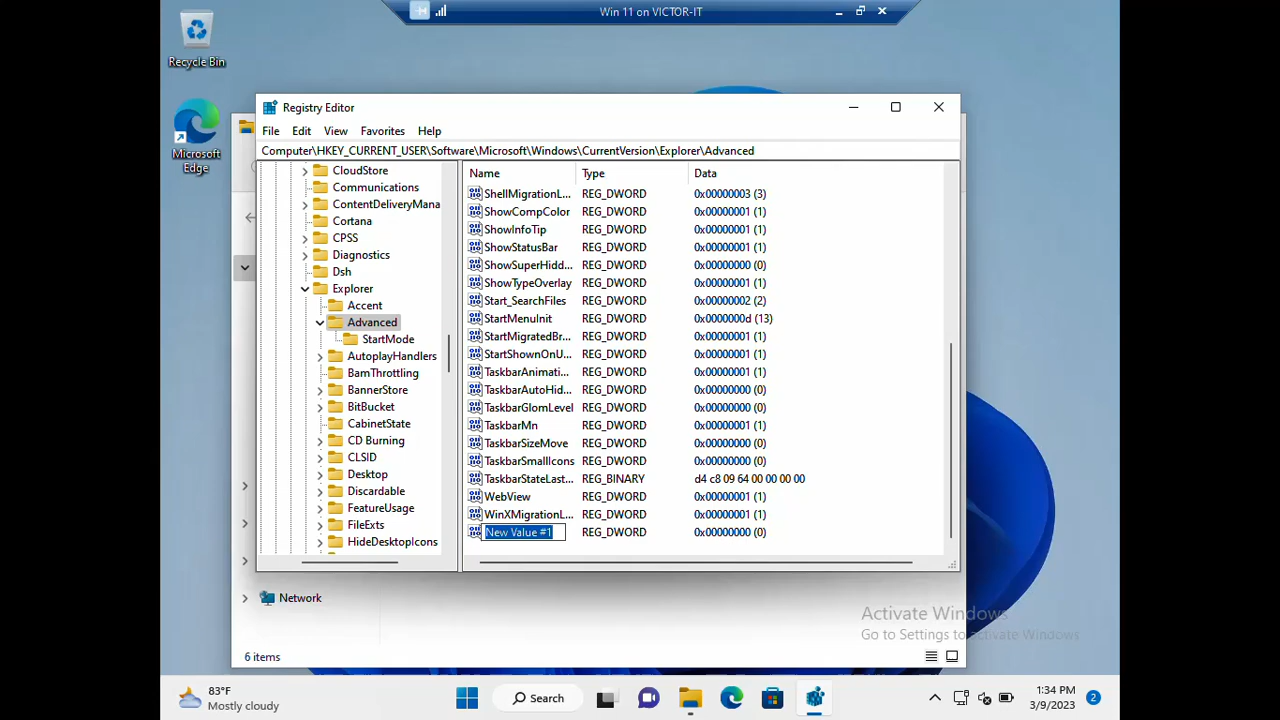 Win 11 on VICTOR-IT
Recycle Bin
Microsoft
Edge
Registry Editor
File Edit View Favorites Help
Computer\HKEY_CURRENT_USER\Software\Microsoft\Windows\CurrentVersion\Explorer\Advanced
CloudStore
Communications
ContentDeliveryMana
Cortana
CPSS
Diagnostics
Dsh
Explorer
Accent
Advanced
StartMode
AutoplayHandlers
BamThrottling
BannerStore
BitBucket
CabinetState
CD Burning
CLSID
Desktop
Discardable
FeatureUsage
FileExts
HideDesktopIcons
Name Type Data
ShellMigrationL... REG_DWORD 0x00000003 (3)
ShowCompColor REG_DWORD 0x00000001 (1)
ShowInfoTip REG_DWORD 0x00000001 (1)
ShowStatusBar REG_DWORD 0x00000001 (1)
ShowSuperHidd... REG_DWORD 0x00000000 (0)
ShowTypeOverlay REG_DWORD 0x00000001 (1)
Start_SearchFiles REG_DWORD 0x00000002 (2)
StartMenuInit REG_DWORD 0x0000000d (13)
StartMigratedBr... REG_DWORD 0x00000001 (1)
StartShownOnU... REG_DWORD 0x00000001 (1)
TaskbarAnimati... REG_DWORD 0x00000001 (1)
TaskbarAutoHid... REG_DWORD 0x00000000 (0)
TaskbarGlomLevel REG_DWORD 0x00000000 (0)
TaskbarMn REG_DWORD 0x00000001 (1)
TaskbarSizeMove REG_DWORD 0x00000000 (0)
TaskbarSmallIcons REG_DWORD 0x00000000 (0)
TaskbarStateLast... REG_BINARY d4 c8 09 64 00 00 00 00
WebView REG_DWORD 0x00000001 (1)
WinXMigrationL... REG_DWORD 0x00000001 (1)
New Value #1 REG_DWORD 0x00000000 (0)
Network
6 items
Activate Windows
Go to Settings to activate Windows.
83°F
Mostly cloudy
Search
1:34 PM
3/9/2023
2